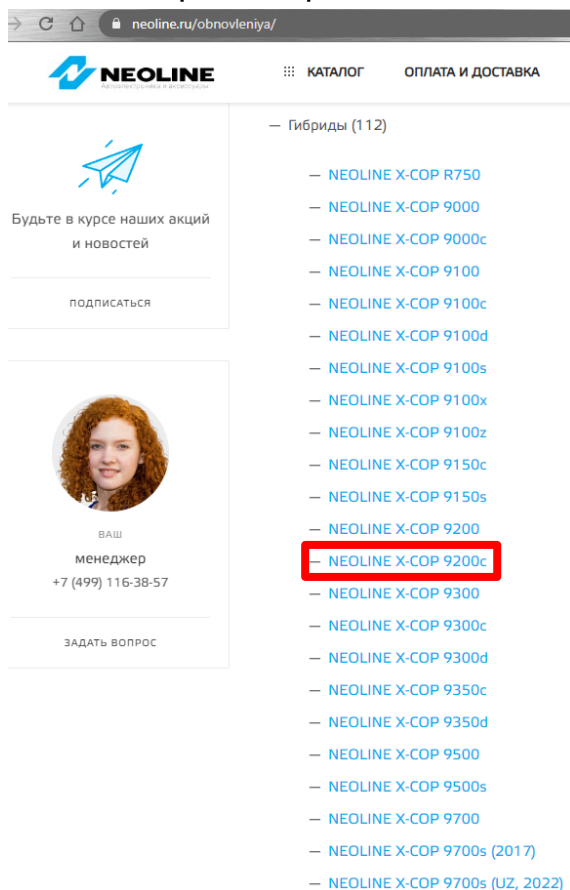 neoline.ru/obnovleniya/
NEOLINE
Автоэлектроника и аксессуары
КАТАЛОГ
ОПЛАТА И ДОСТАВКА
Будьте в курсе наших акций
и новостей
ПОДПИСАТЬСЯ
ВАШ
менеджер
+7 (499) 116-38-57
ЗАДАТЬ ВОПРОС
— Гибриды (112)
— NEOLINE X-COP R750
— NEOLINE X-COP 9000
— NEOLINE X-COP 9000c
— NEOLINE X-COP 9100
— NEOLINE X-COP 9100c
— NEOLINE X-COP 9100d
— NEOLINE X-COP 9100s
— NEOLINE X-COP 9100x
— NEOLINE X-COP 9100z
— NEOLINE X-COP 9150c
— NEOLINE X-COP 9150s
— NEOLINE X-COP 9200
— NEOLINE X-COP 9200c
— NEOLINE X-COP 9300
— NEOLINE X-COP 9300c
— NEOLINE X-COP 9300d
— NEOLINE X-COP 9350c
— NEOLINE X-COP 9350d
— NEOLINE X-COP 9500
— NEOLINE X-COP 9500s
— NEOLINE X-COP 9700
— NEOLINE X-COP 9700s (2017)
— NEOLINE X-COP 9700s (UZ, 2022)